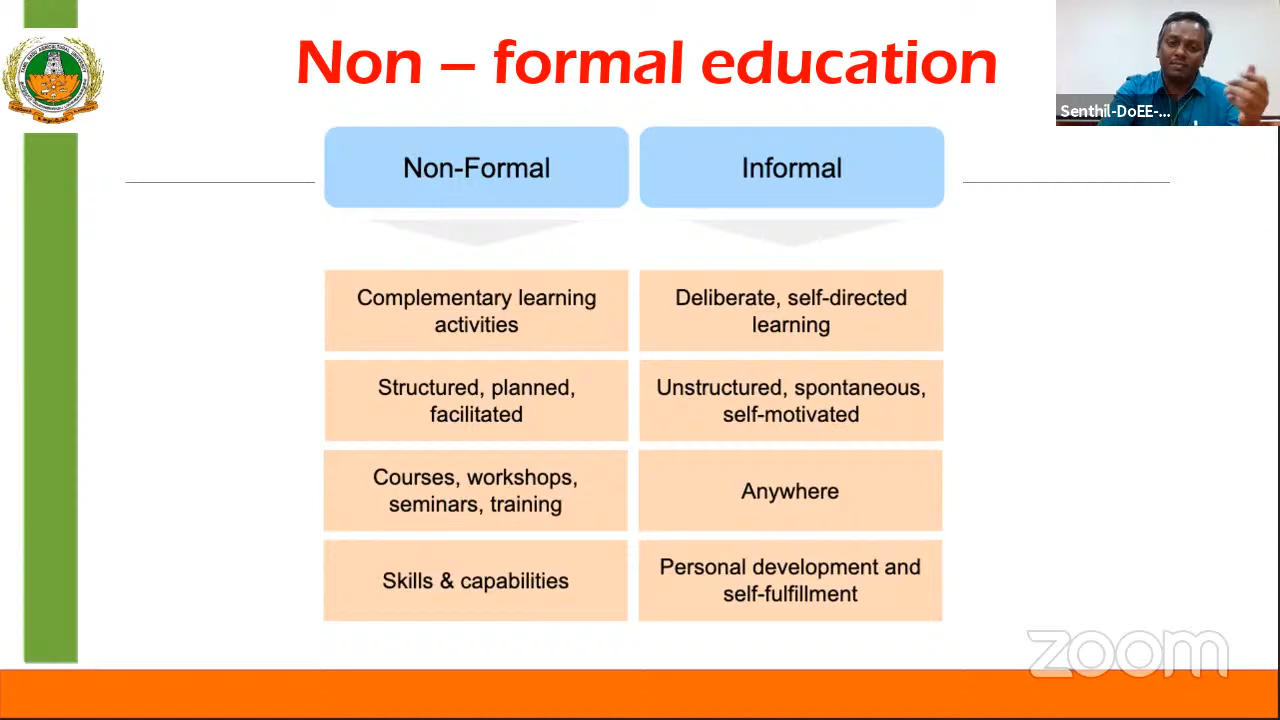 Non – formal education
Senthil-DoEE-...
Non-Formal
Informal
Complementary learning
activities
Deliberate, self-directed
learning
Structured, planned,
facilitated
Unstructured, spontaneous,
self-motivated
Courses, workshops,
seminars, training
Anywhere
Skills & capabilities
Personal development and
self-fulfillment
zoom